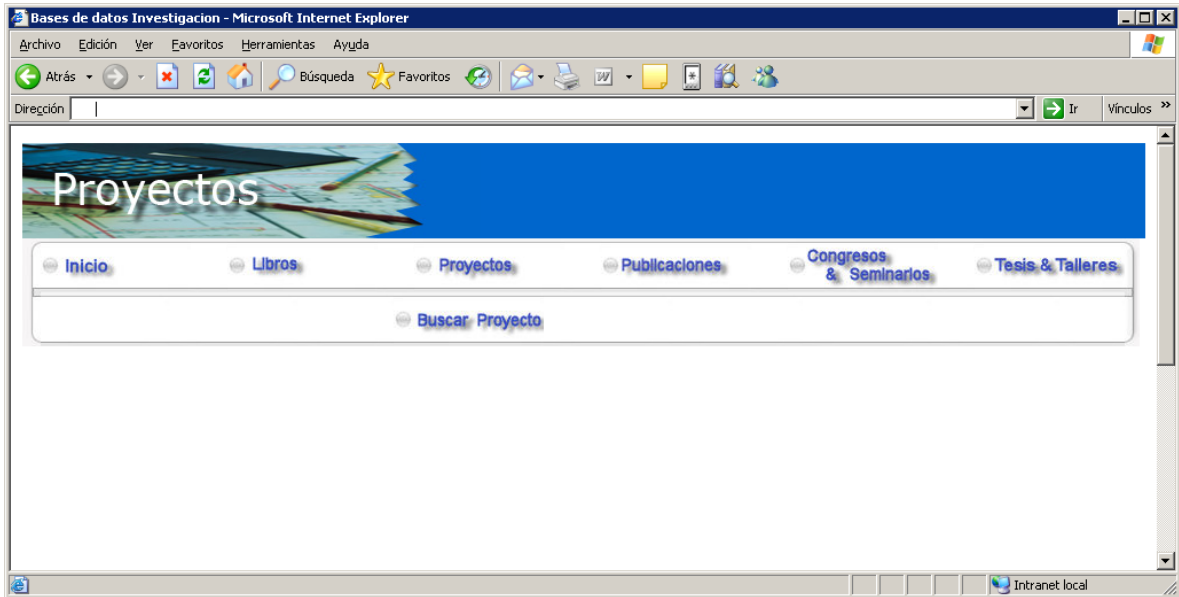 Bases de datos Investigacion - Microsoft Internet Explorer
Archivo Edición Ver Favoritos Herramientas Ayuda
Atrás Búsqueda Favoritos
Dirección Ir Vínculos »
Proyectos
Inicio Libros Proyectos Publicaciones Congresos & Seminarios Tesis & Talleres
Buscar Proyecto
Intranet local